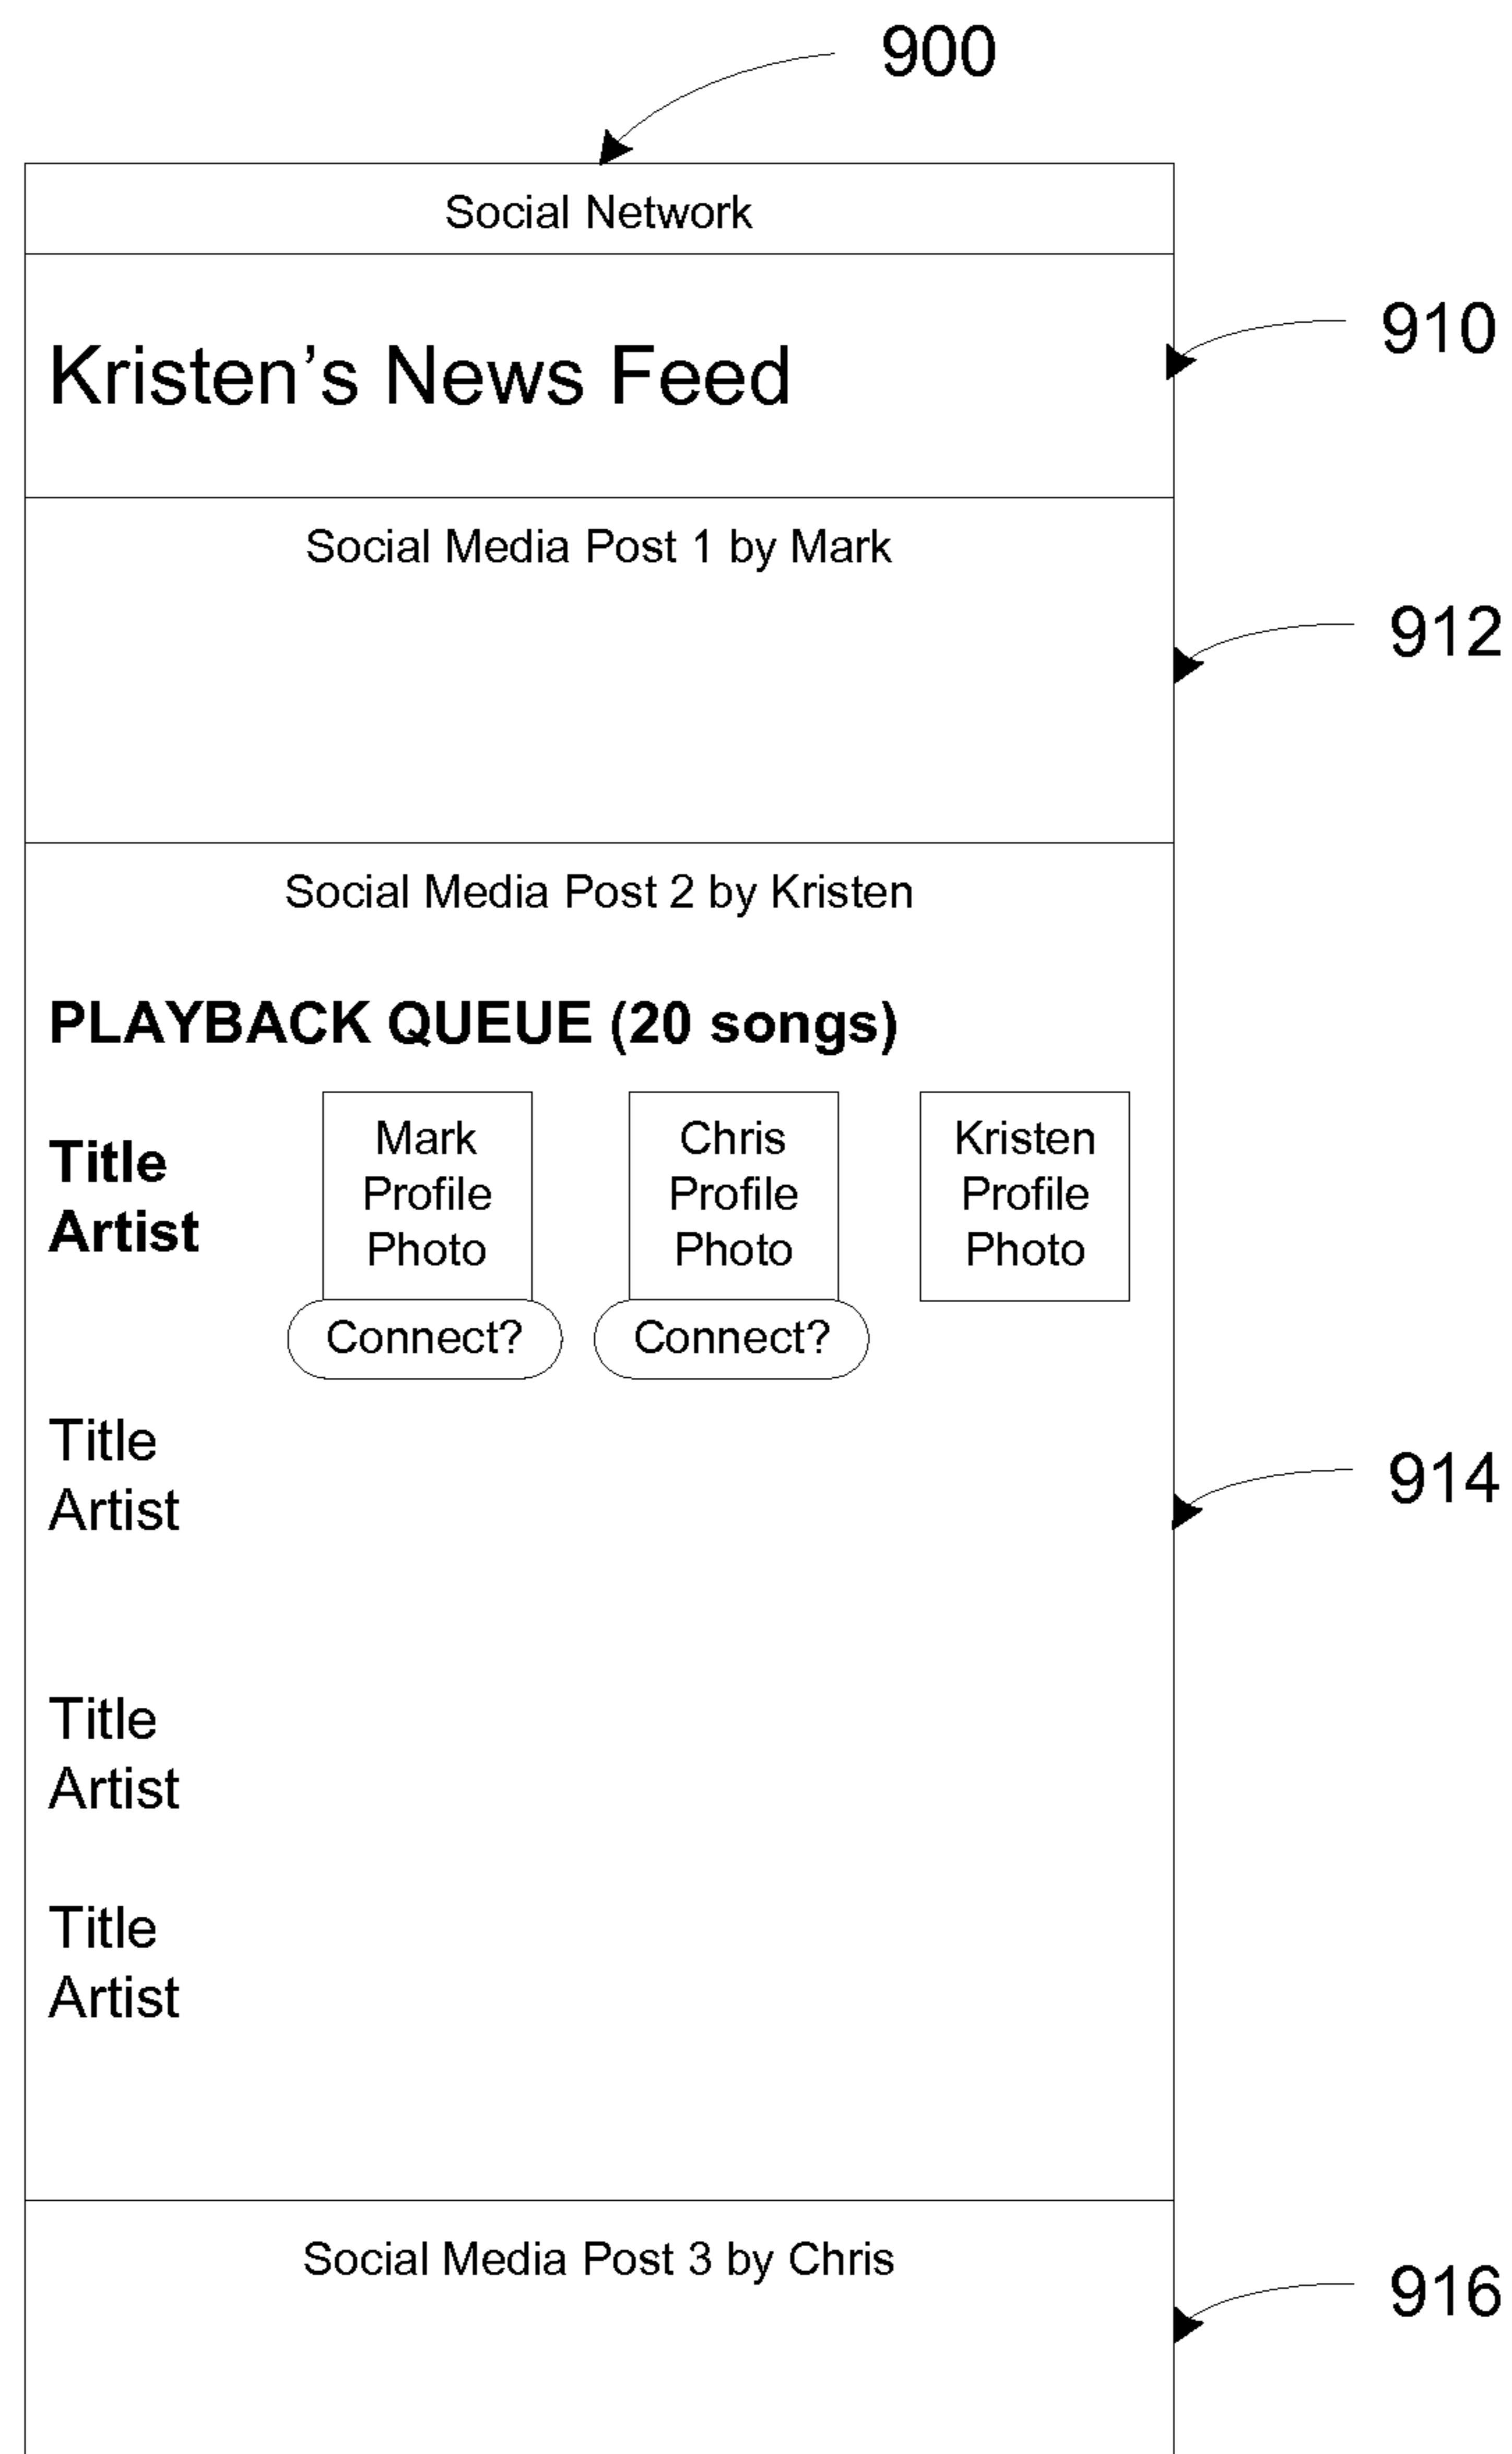 900
Social Network
Kristen’s News Feed
910
Social Media Post 1 by Mark
912
Social Media Post 2 by Kristen
PLAYBACK QUEUE (20 songs)
Title
Artist
Mark
Profile
Photo
Connect?
Chris
Profile
Photo
Connect?
Kristen
Profile
Photo
Title
Artist
914
Title
Artist
Title
Artist
Social Media Post 3 by Chris
916